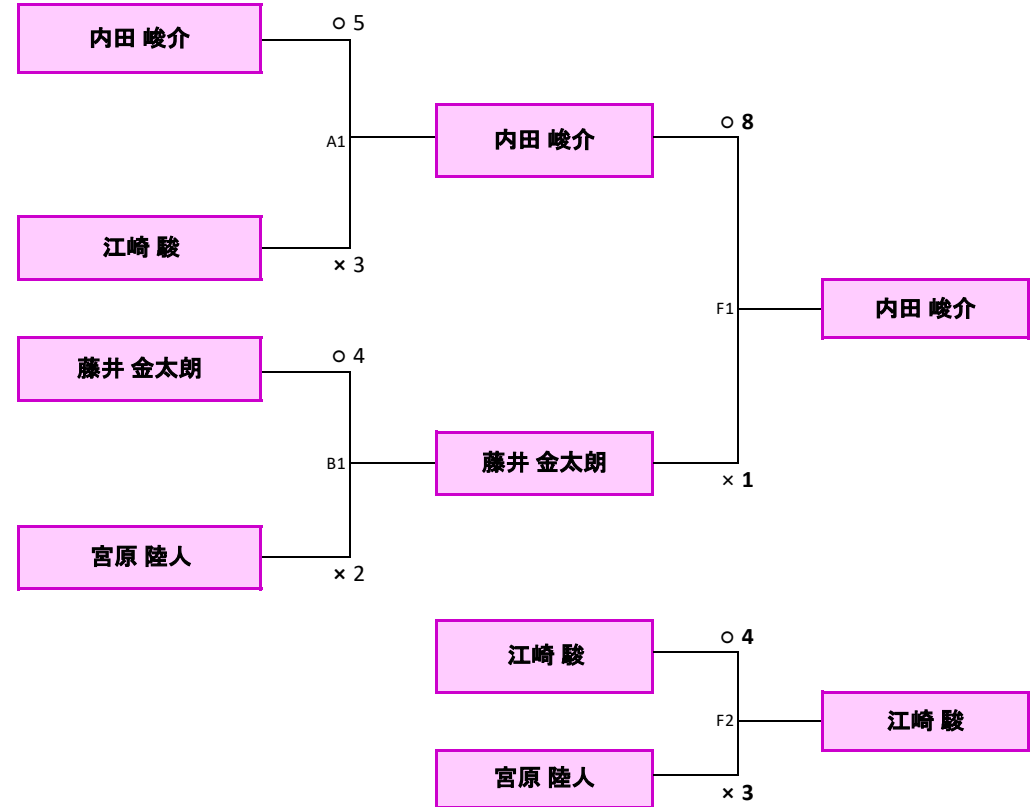 内田 峻介
○ 5
A1
江崎 駿
× 3
内田 峻介
○ 8
藤井 金太朗
○ 4
B1
宮原 陸人
× 2
藤井 金太朗
× 1
F1
内田 峻介
江崎 駿
○ 4
F2
宮原 陸人
× 3
江崎 駿